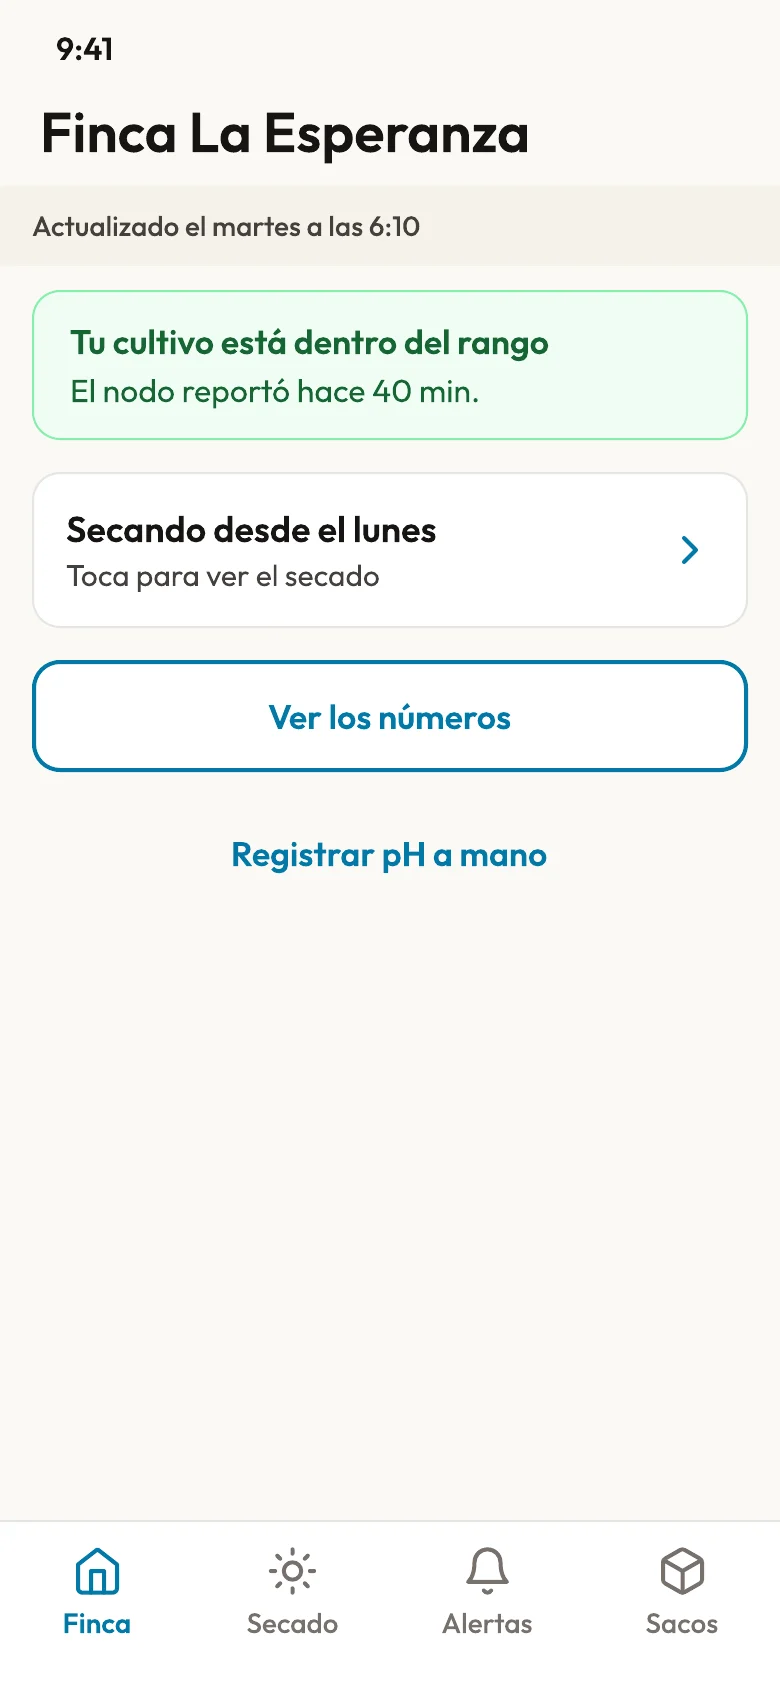 9:41
Finca La Esperanza
Actualizado el martes a las 6:10
Tu cultivo está dentro del rango
El nodo reportó hace 40 min.
Secando desde el lunes
Toca para ver el secado
Ver los números
Registrar pH a mano
Finca
Secado
Alertas
Sacos